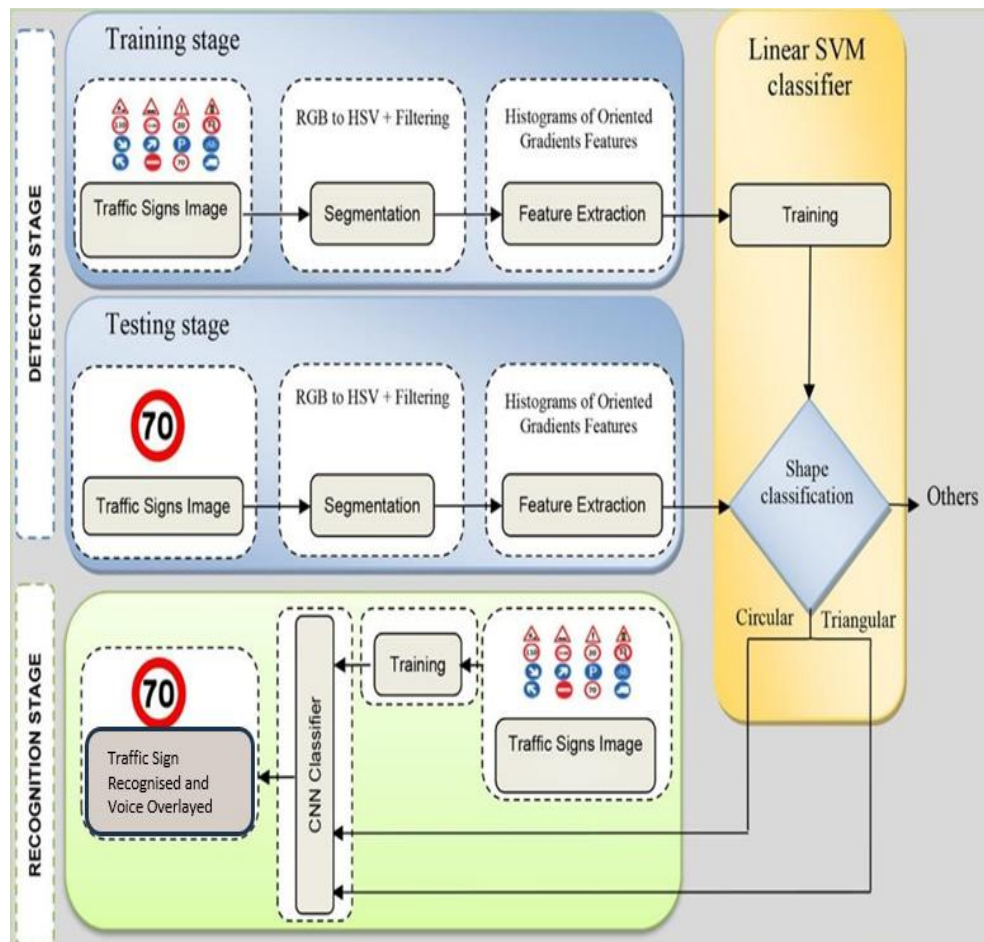 DETECTION STAGE
Training stage
Traffic Signs Image
RGB to HSV + Filtering
Segmentation
Histograms of Oriented
Gradients Features
Feature Extraction
Linear SVM
classifier
Training
Testing stage
70
Traffic Signs Image
RGB to HSV + Filtering
Segmentation
Histograms of Oriented
Gradients Features
Feature Extraction
Shape
classification
Others
Circular
Triangular
RECOGNITION STAGE
70
Traffic Sign
Recognised and
Voice Overlayed
CNN Classifier
Training
P
70
Traffic Signs Image